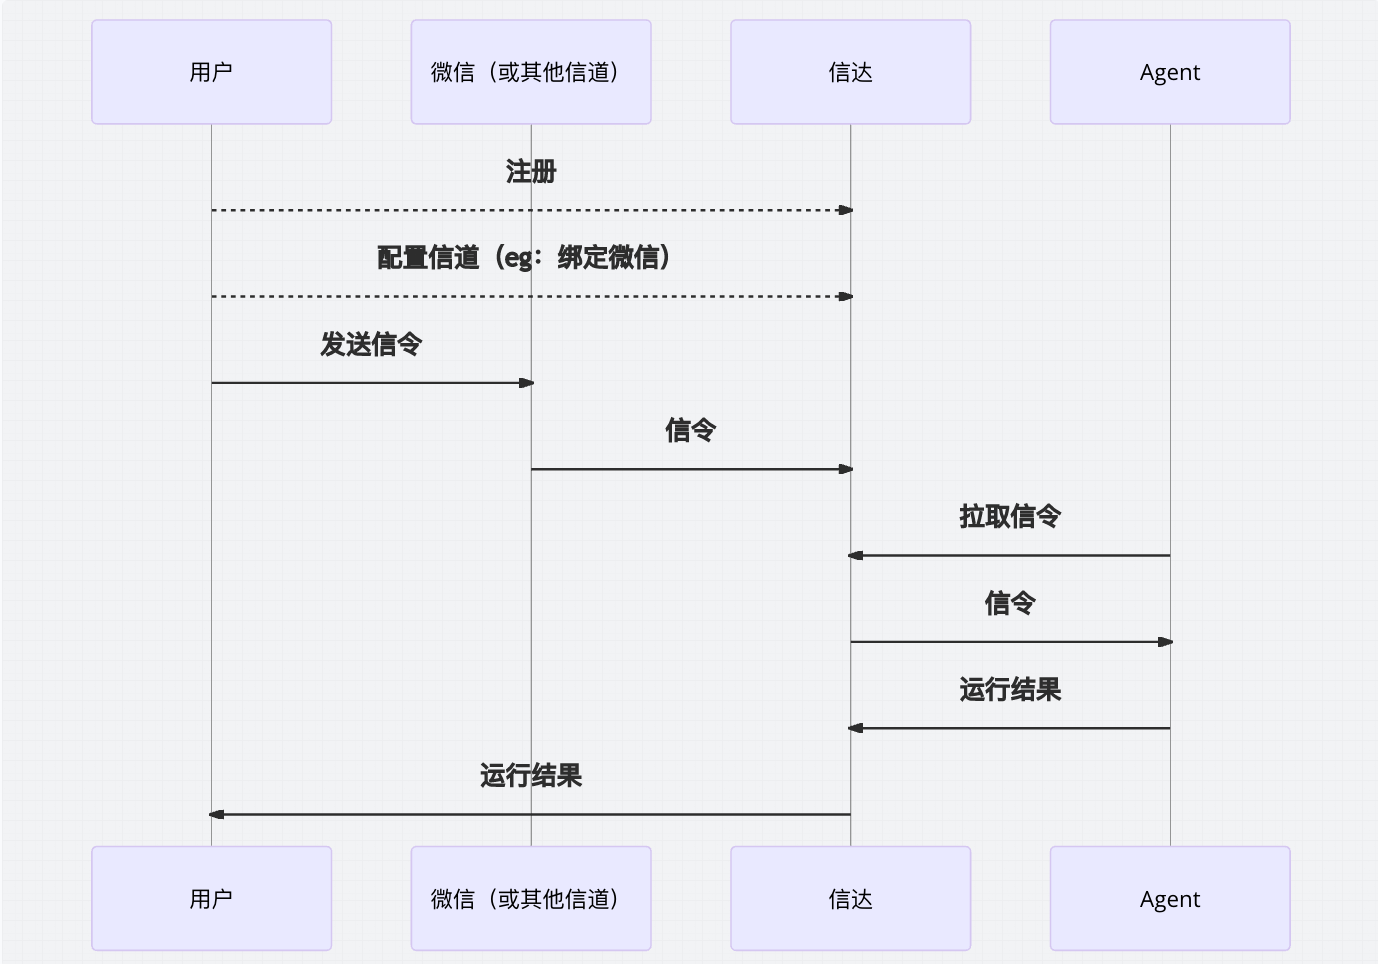 用户
微信（或其他信道）
信达
Agent
注册
配置信道（eg：绑定微信）
发送信令
信令
拉取信令
信令
运行结果
运行结果
用户
微信（或其他信道）
信达
Agent